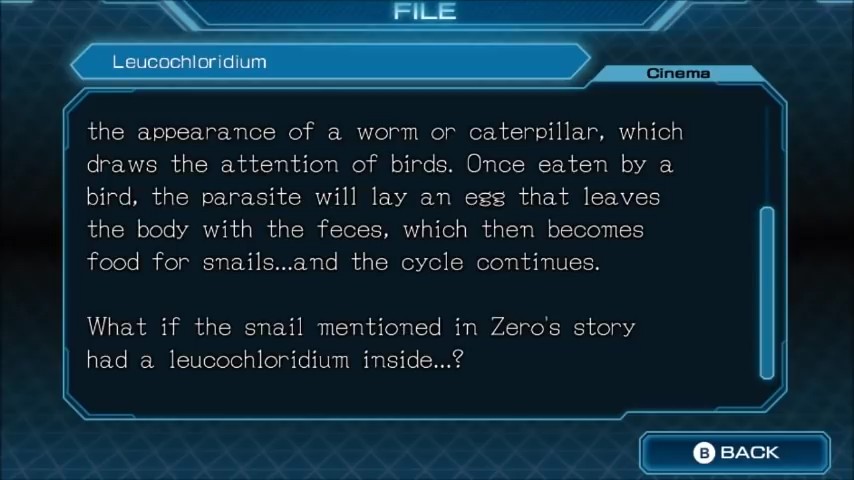 FILE
Leucochloridium
Cinema
the appearance of a worm or caterpillar, which
draws the attention of birds. Once eaten by a
bird, the parasite will lay an egg that leaves
the body with the feces, which then becomes
food for snails...and the cycle continues.
What if the snail mentioned in Zero's story
had a leucochloridium inside...?
B BACK